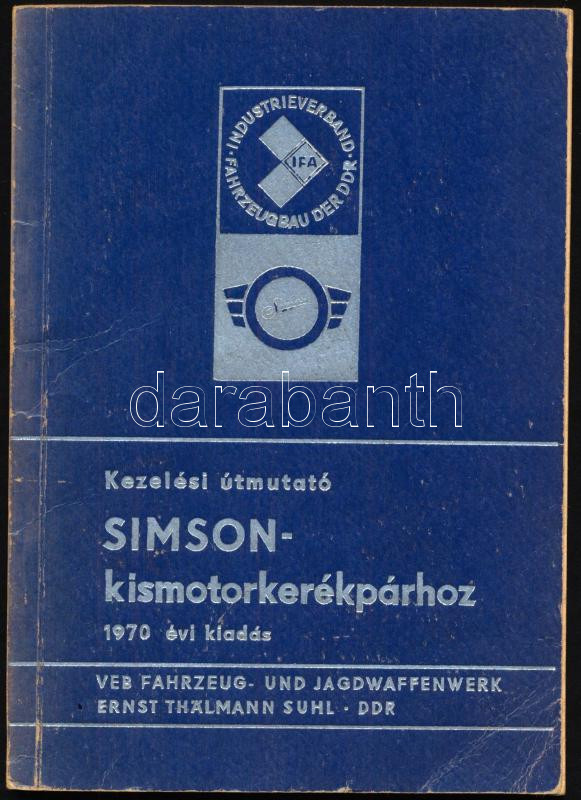 INDUSTRIEVERBAND · FAHRZEUGBAU DER DDR ·
IFA
Simson
darabanth
Kezelési útmutató
SIMSON-
kismotorkerékpárhoz
1970 évi kiadás
VEB FAHRZEUG- UND JAGDWAFFENWERK
ERNST THÄLMANN SUHL · DDR